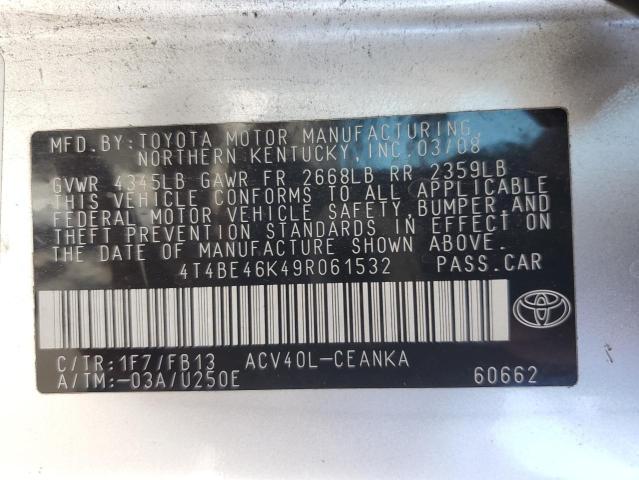 MFD.BY:TOYOTA MOTOR MANUFACTURING,
NORTHERN KENTUCKY,INC.03/08
GVWR 4345LB GAWR FR 2668LB RR 2359LB
THIS VEHICLE CONFORMS TO ALL APPLICABLE
FEDERAL MOTOR VEHICLE SAFETY,BUMPER AND
THEFT PREVENTION STANDARDS IN EFFECT ON
THE DATE OF MANUFACTURE SHOWN ABOVE.
4T4BE46K49R061532 PASS.CAR
C/TR:1F7/FB13 ACV40L-CEANKA
A/TM:-03A/U250E 60662